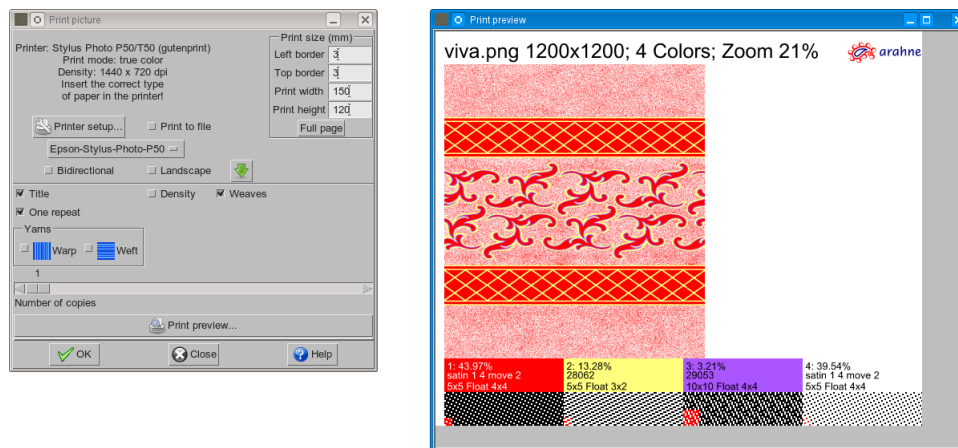 Print picture
Printer: Stylus Photo P50/T50 (gutenprint)
Print mode: true color
Density: 1440 x 720 dpi
Insert the correct type
of paper in the printer!
Print size (mm)
Left border 3
Top border 3
Print width 150
Print height 120
Full page
Printer setup...
Print to file
Epson-Stylus-Photo-P50
Bidirectional
Landscape
Title
Density
Weaves
One repeat
Yarns
Warp
Weft
1
Number of copies
Print preview...
OK
Close
Help
Print preview
viva.png 1200x1200; 4 Colors; Zoom 21%
arahne
1: 43.97%
satin 1 4 move 2
5x5 Float 4x4
2: 13.28%
28062
5x5 Float 3x2
3: 3.21%
29053
10x10 Float 4x4
4: 39.54%
satin 1 4 move 2
5x5 Float 4x4